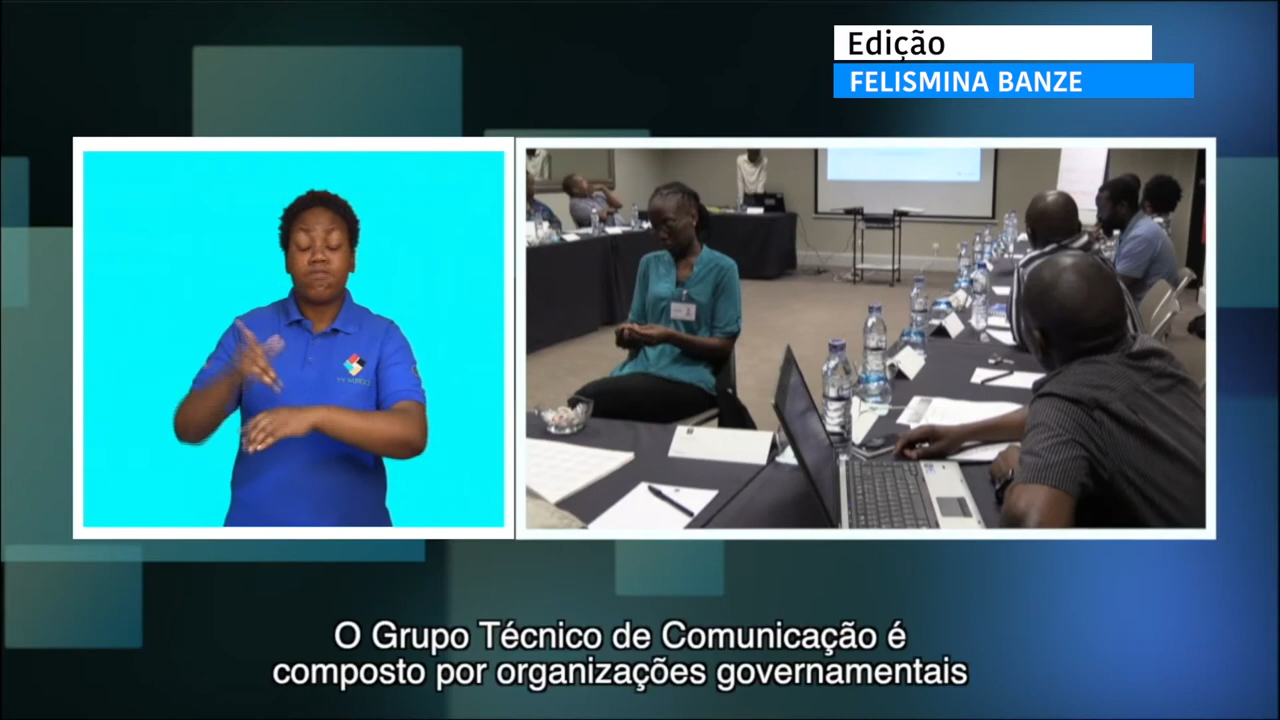 Edição
FELISMINA BANZE
O Grupo Técnico de Comunicação é
composto por organizações governamentais